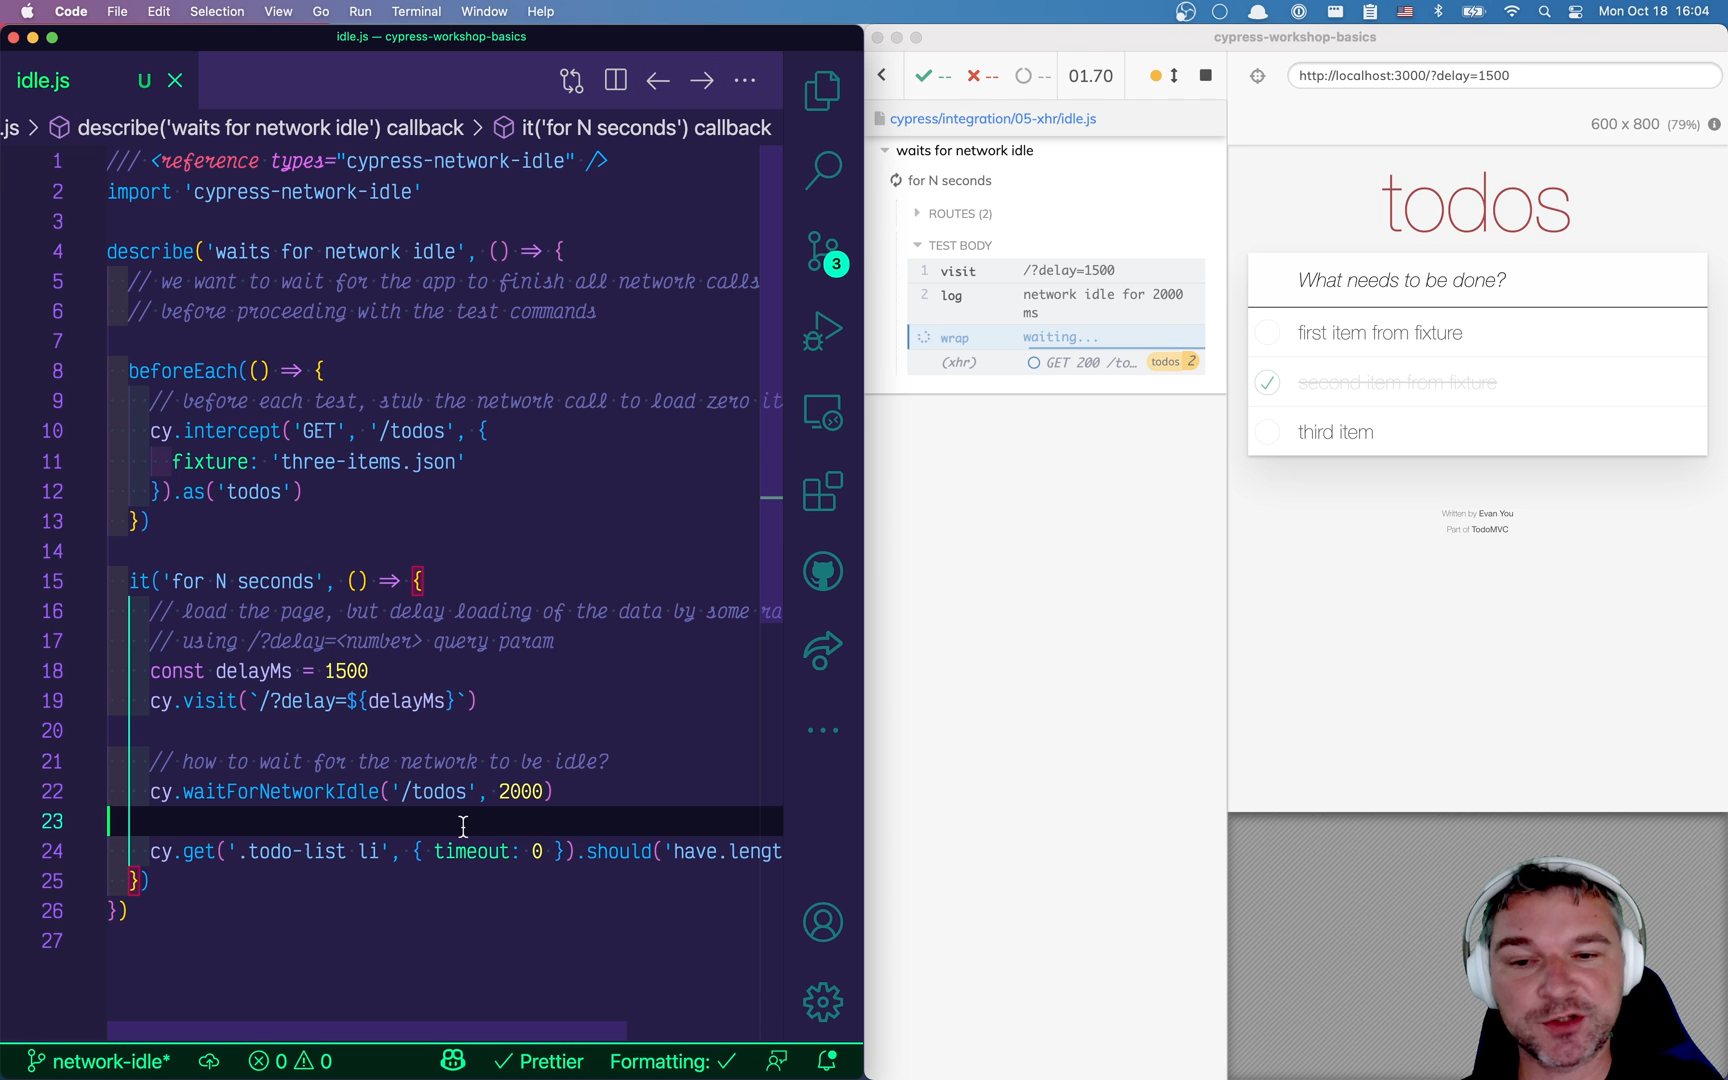 Code File Edit Selection View Go Run Terminal Window Help
Mon Oct 18 16:04
idle.js — cypress-workshop-basics
idle.js U
.js > describe('waits for network idle') callback > it('for N seconds') callback
1 /// <reference types="cypress-network-idle" />
2 import 'cypress-network-idle'
3
4 describe('waits for network idle', () => {
5 // we want to wait for the app to finish all network calls
6 // before proceeding with the test commands
7
8 beforeEach(() => {
9 // before each test, stub the network call to load zero it
10 cy.intercept('GET', '/todos', {
11 fixture: 'three-items.json'
12 }).as('todos')
13 })
14
15 it('for N seconds', () => {
16 // load the page, but delay loading of the data by some ra
17 // using /?delay=<number> query param
18 const delayMs = 1500
19 cy.visit(`/?delay=${delayMs}`)
20
21 // how to wait for the network to be idle?
22 cy.waitForNetworkIdle('/todos', 2000)
23
24 cy.get('.todo-list li', { timeout: 0 }).should('have.lengt
25 })
26 })
27
3
network-idle* 0 0 Prettier Formatting:
cypress-workshop-basics
-- -- -- 01.70
http://localhost:3000/?delay=1500
600 x 800 (79%)
cypress/integration/05-xhr/idle.js
waits for network idle
for N seconds
ROUTES (2)
TEST BODY
1 visit /?delay=1500
2 log network idle for 2000
ms
wrap waiting...
(xhr) GET 200 /to... todos 2
todos
What needs to be done?
first item from fixture
second item from fixture
third item
Written by Evan You
Part of TodoMVC